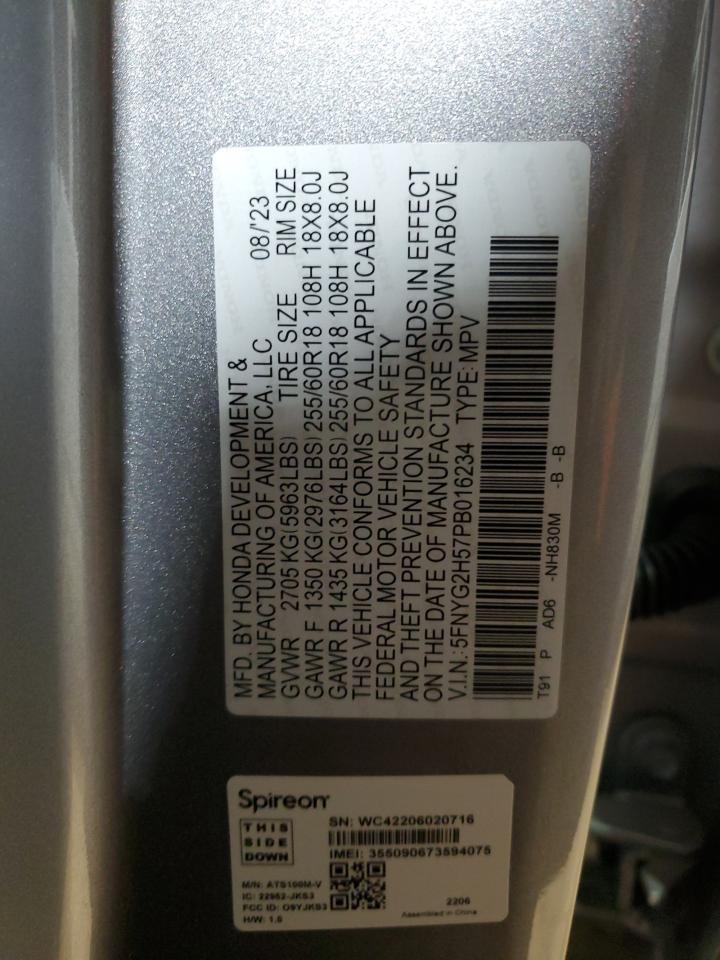 MFD. BY HONDA DEVELOPMENT &
MANUFACTURING OF AMERICA, LLC 08/'23
GVWR 2705 KG(5963LBS) TIRE SIZE RIM SIZE
GAWR F 1350 KG(2976LBS) 255/60R18 108H 18X8.0J
GAWR R 1435 KG(3164LBS) 255/60R18 108H 18X8.0J
THIS VEHICLE CONFORMS TO ALL APPLICABLE
FEDERAL MOTOR VEHICLE SAFETY
AND THEFT PREVENTION STANDARDS IN EFFECT
ON THE DATE OF MANUFACTURE SHOWN ABOVE.
V.I.N.: 5FNYG2H57PB016234 TYPE: MPV
T91 P AD6 -NH830M -B -B
Spireon
THIS
SIDE
DOWN
SN: WC42206020716
IMEI: 355090673594075
M/N: ATS100M-V
IC: 22952-JKS3
FCC ID: O9YJKS3
H/W: 1.0
2206
Assembled in China